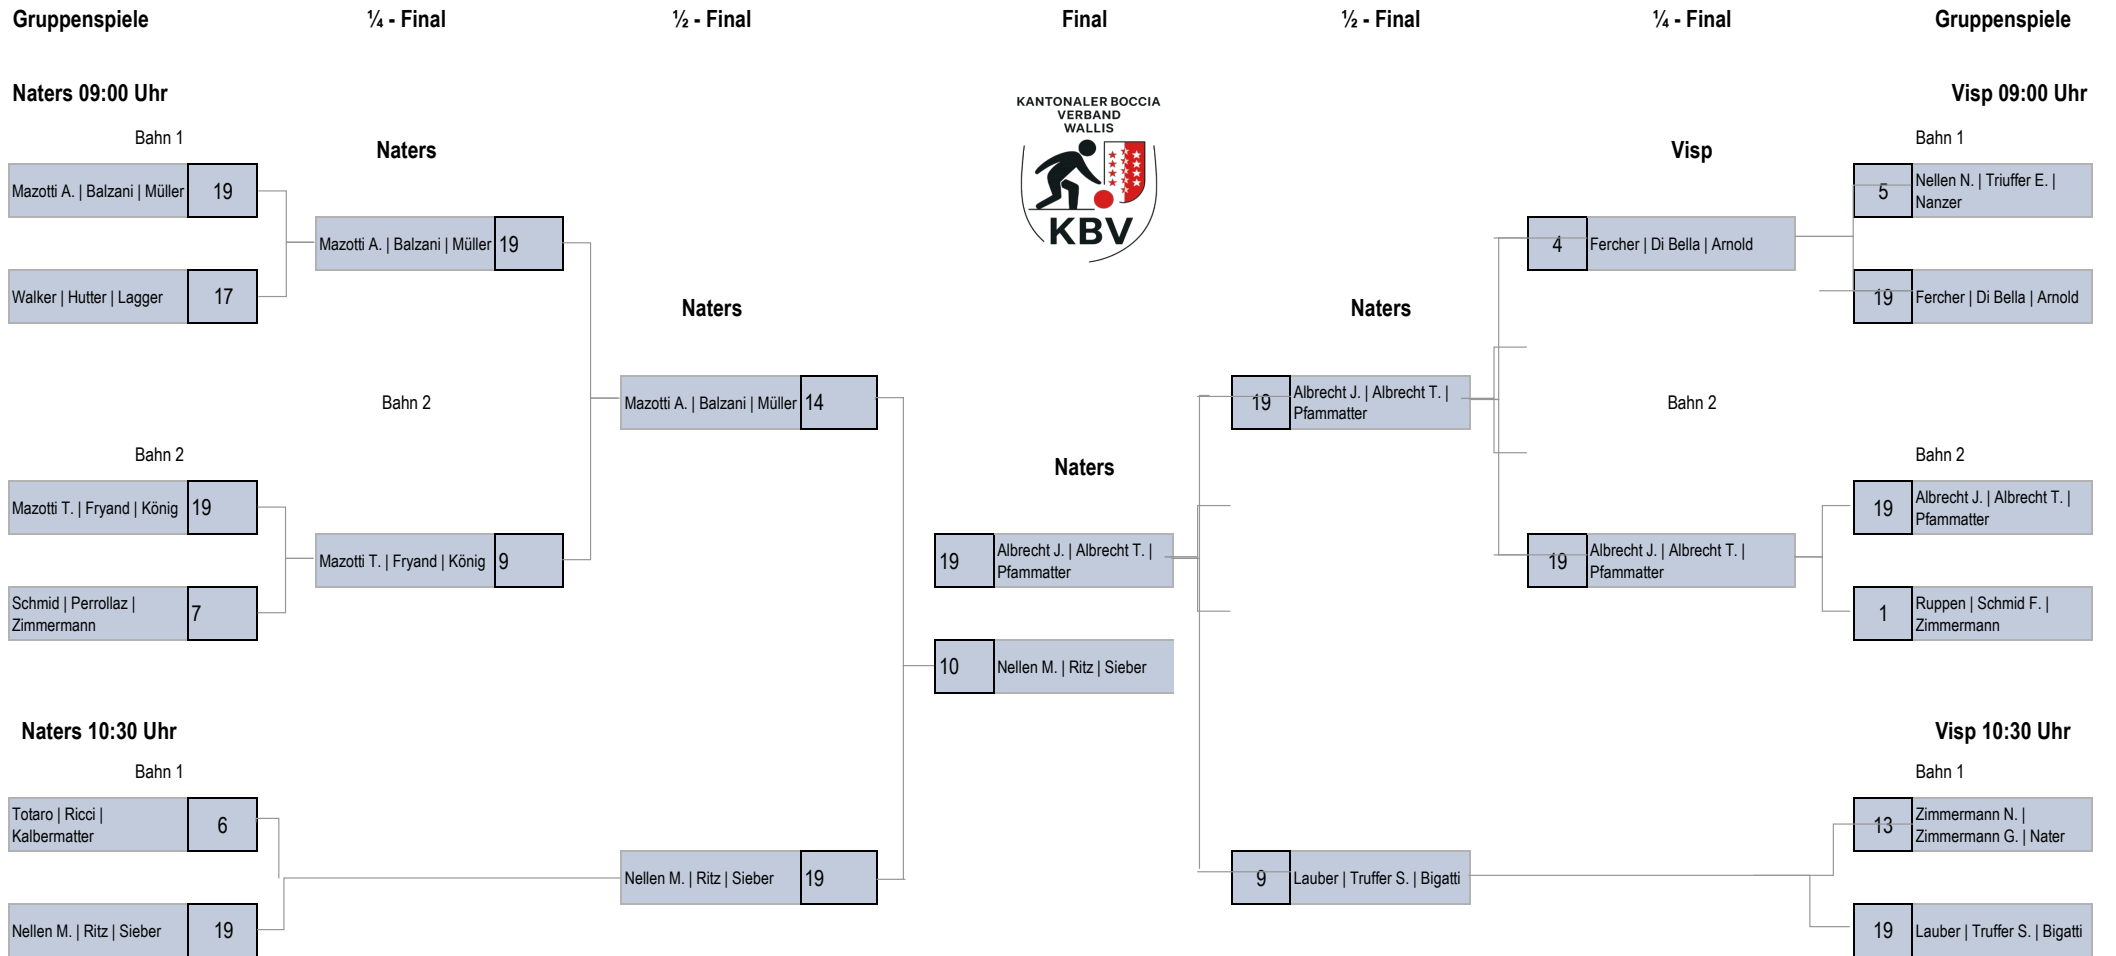 Gruppenspiele
¼ - Final
½ - Final
Final
½ - Final
¼ - Final
Gruppenspiele
Naters 09:00 Uhr
Visp 09:00 Uhr
KANTONALER BOCCIA
VERBAND
WALLIS
KBV
Bahn 1
Naters
Visp
Bahn 1
Mazotti A. | Balzani | Müller 19
5 Nellen N. | Triuffer E. |
Nanzer
Mazotti A. | Balzani | Müller 19
4 Fercher | Di Bella | Arnold
Walker | Hutter | Lagger 17
19 Fercher | Di Bella | Arnold
Naters
Naters
Bahn 2
Mazotti A. | Balzani | Müller 14
19 Albrecht J. | Albrecht T. |
Pfammatter
Bahn 2
Bahn 2
Naters
Bahn 2
Mazotti T. | Fryand | König 19
19 Albrecht J. | Albrecht T. |
Pfammatter
Mazotti T. | Fryand | König 9
19 Albrecht J. | Albrecht T. |
Pfammatter
19 Albrecht J. | Albrecht T. |
Pfammatter
Schmid | Perrollaz |
Zimmermann 7
1 Ruppen | Schmid F. |
Zimmermann
10 Nellen M. | Ritz | Sieber
Naters 10:30 Uhr
Visp 10:30 Uhr
Bahn 1
Bahn 1
Totaro | Ricci |
Kalbermatter 6
13 Zimmermann N. |
Zimmermann G. | Nater
Nellen M. | Ritz | Sieber 19
9 Lauber | Truffer S. | Bigatti
Nellen M. | Ritz | Sieber 19
19 Lauber | Truffer S. | Bigatti